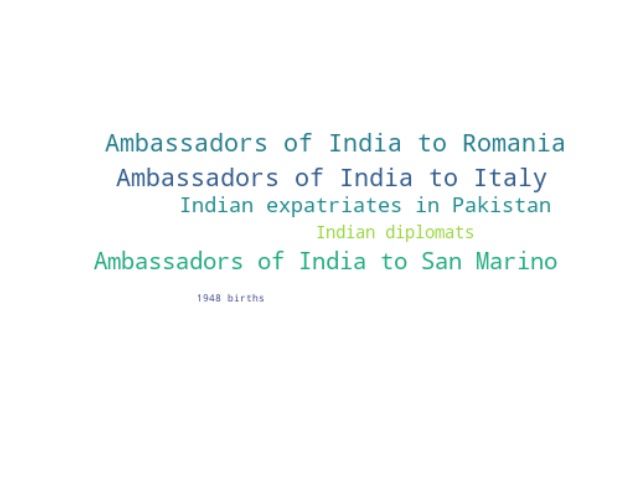 Ambassadors of India to Romania
Ambassadors of India to Italy
Indian expatriates in Pakistan
Indian diplomats
Ambassadors of India to San Marino
1948 births